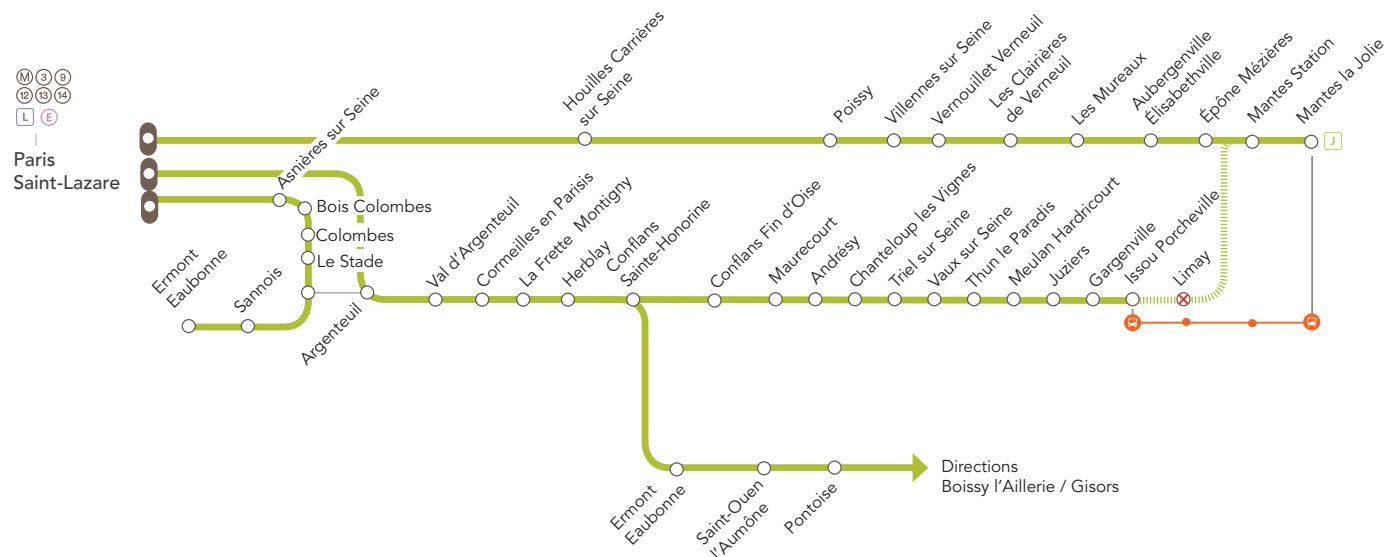 M 3 9
12 13 14
L E
Paris
Saint-Lazare
Houilles Carrières
sur Seine
Poissy
Villennes sur Seine
Vernouillet Verneuil
Les Clairières
de Verneuil
Les Mureaux
Aubergenville
Élisabethville
Épône Mézières
Mantes Station
Mantes la Jolie
J
Asnières sur Seine
Bois Colombes
Colombes
Le Stade
Ermont
Eaubonne
Sannois
Argenteuil
Val d'Argenteuil
Cormeilles en Parisis
La Frette Montigny
Herblay
Conflans
Sainte-Honorine
Conflans Fin d'Oise
Maurecourt
Andrésy
Chanteloup les Vignes
Triel sur Seine
Vaux sur Seine
Thun le Paradis
Meulan Hardricourt
Juziers
Gargenville
Issou Porcheville
Limay
Ermont
Eaubonne
Saint-Ouen
l'Aumône
Pontoise
Directions
Boissy l'Aillerie / Gisors